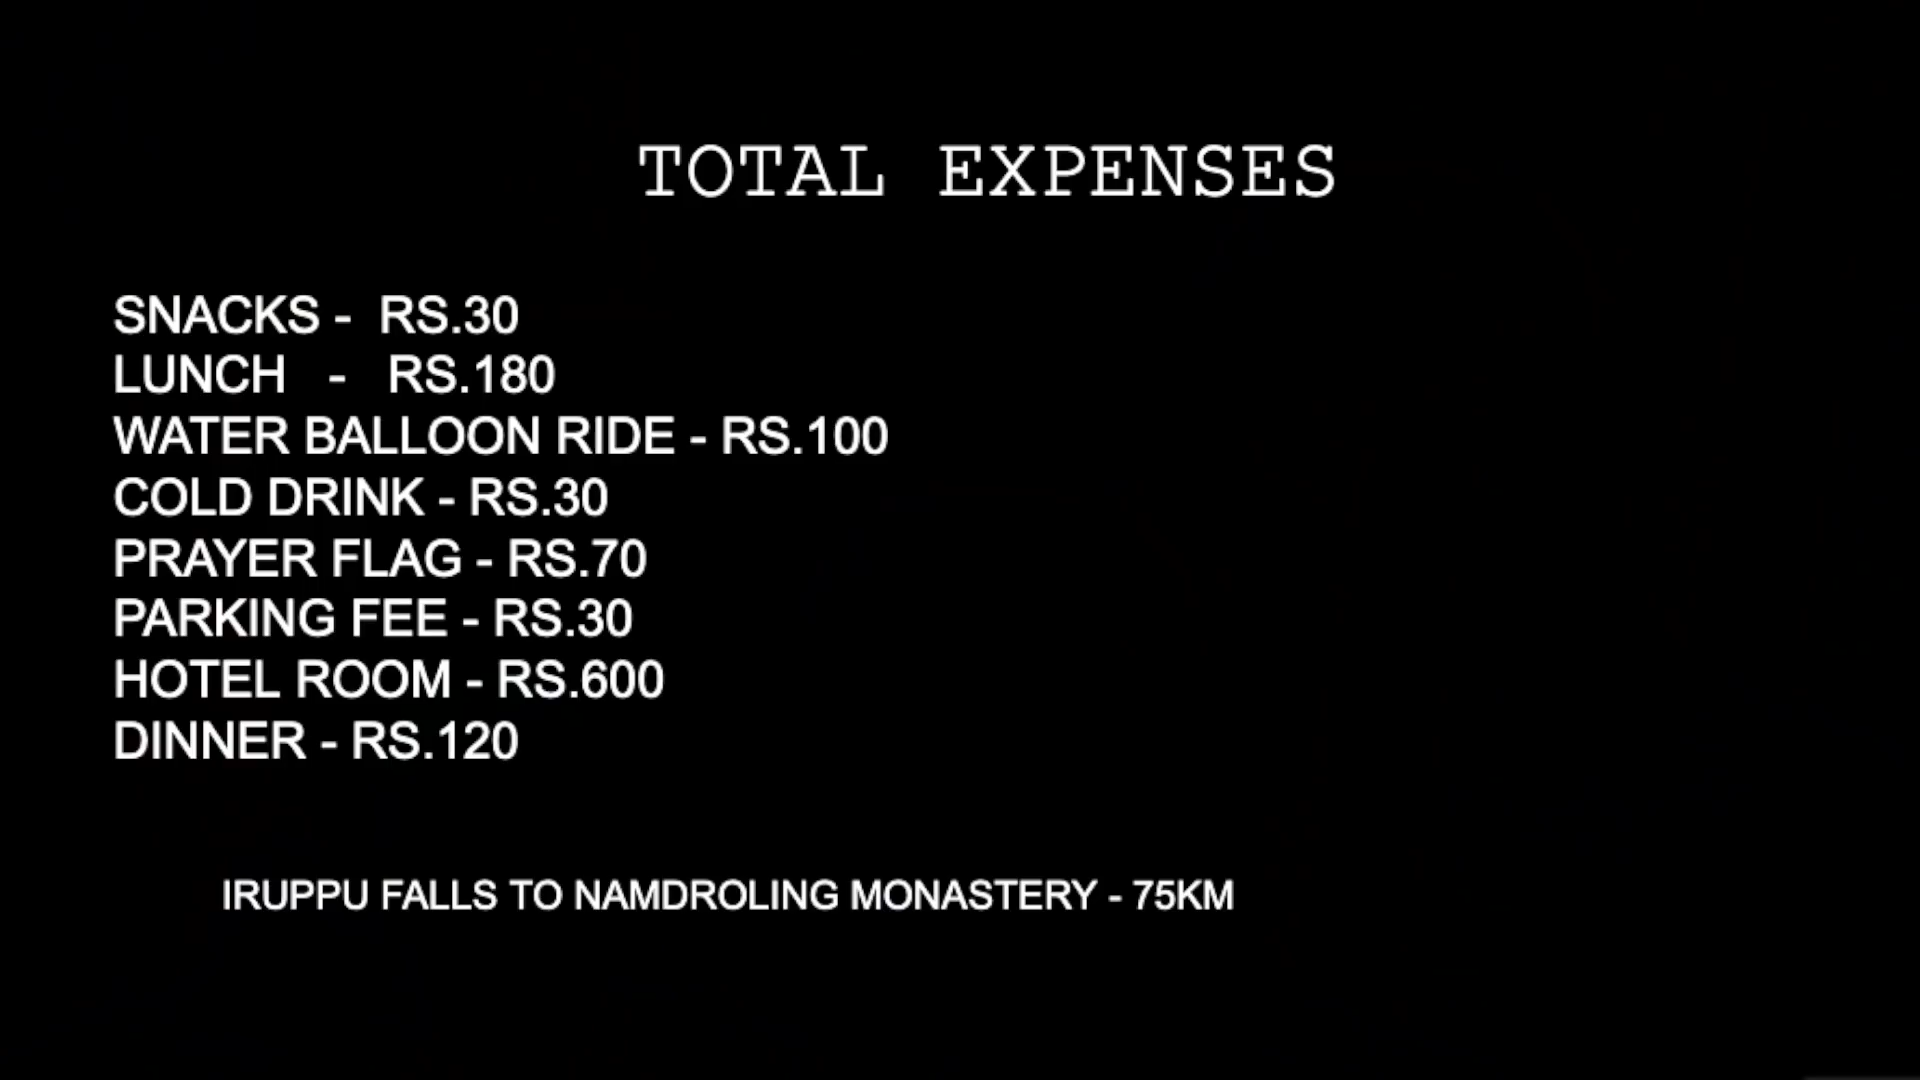 TOTAL EXPENSES
SNACKS - RS.30
LUNCH - RS.180
WATER BALLOON RIDE - RS.100
COLD DRINK - RS.30
PRAYER FLAG - RS.70
PARKING FEE - RS.30
HOTEL ROOM - RS.600
DINNER - RS.120
IRUPPU FALLS TO NAMDROLING MONASTERY - 75KM